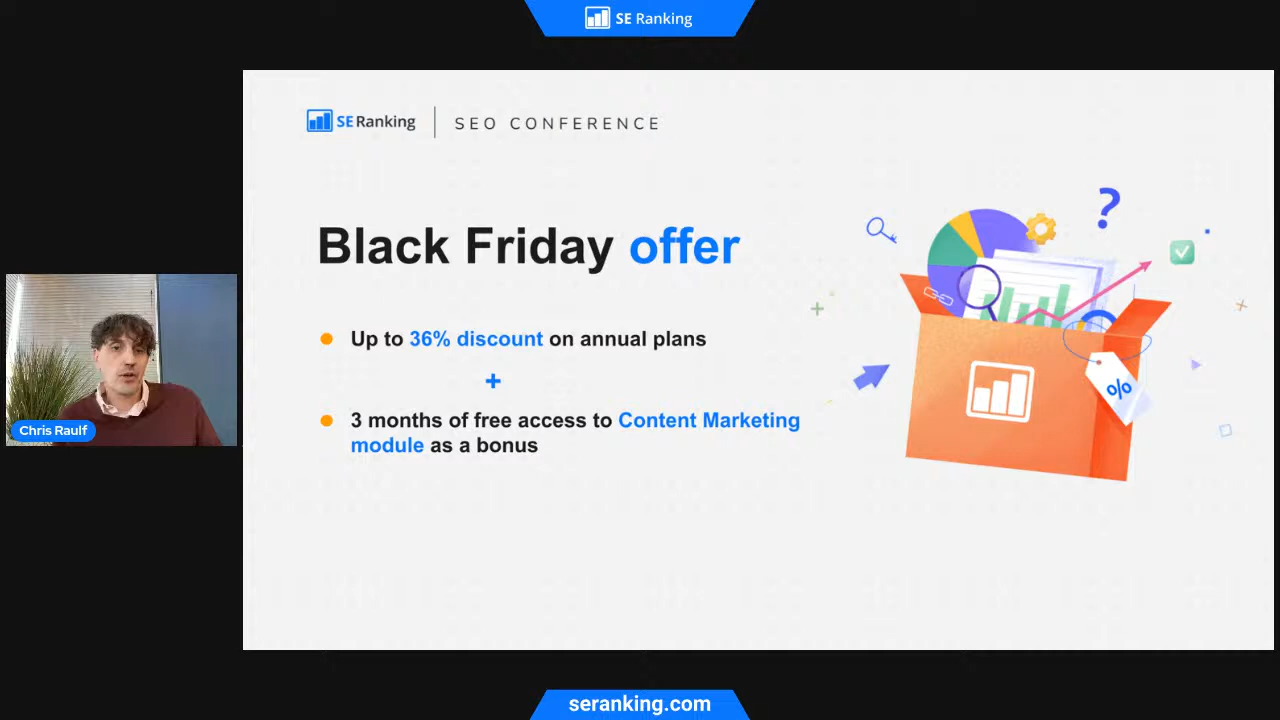 SE Ranking
SE Ranking
SEO CONFERENCE
Black Friday offer
Up to 36% discount on annual plans
+
3 months of free access to Content Marketing
module as a bonus
?
%
Chris Raulf
seranking.com